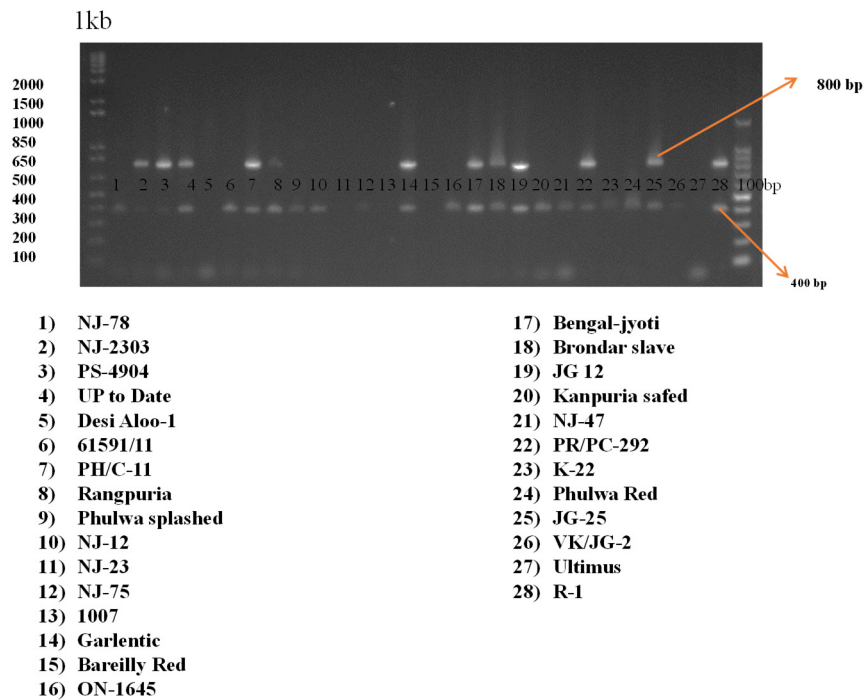 1kb
2000
1500
1000
850
650
500
400
300
200
100
800 bp
1 2 3 4 5 6 7 8 9 10 11 12 13 14 15 16 17 18 19 20 21 22 23 24 25 26 27 28 100bp
400 bp
1) NJ-78
2) NJ-2303
3) PS-4904
4) UP to Date
5) Desi Aloo-1
6) 61591/11
7) PH/C-11
8) Rangpuria
9) Phulwa splashed
10) NJ-12
11) NJ-23
12) NJ-75
13) 1007
14) Garlentic
15) Bareilly Red
16) ON-1645
17) Bengal-jyoti
18) Brondar slave
19) JG 12
20) Kanpuria safed
21) NJ-47
22) PR/PC-292
23) K-22
24) Phulwa Red
25) JG-25
26) VK/JG-2
27) Ultimus
28) R-1